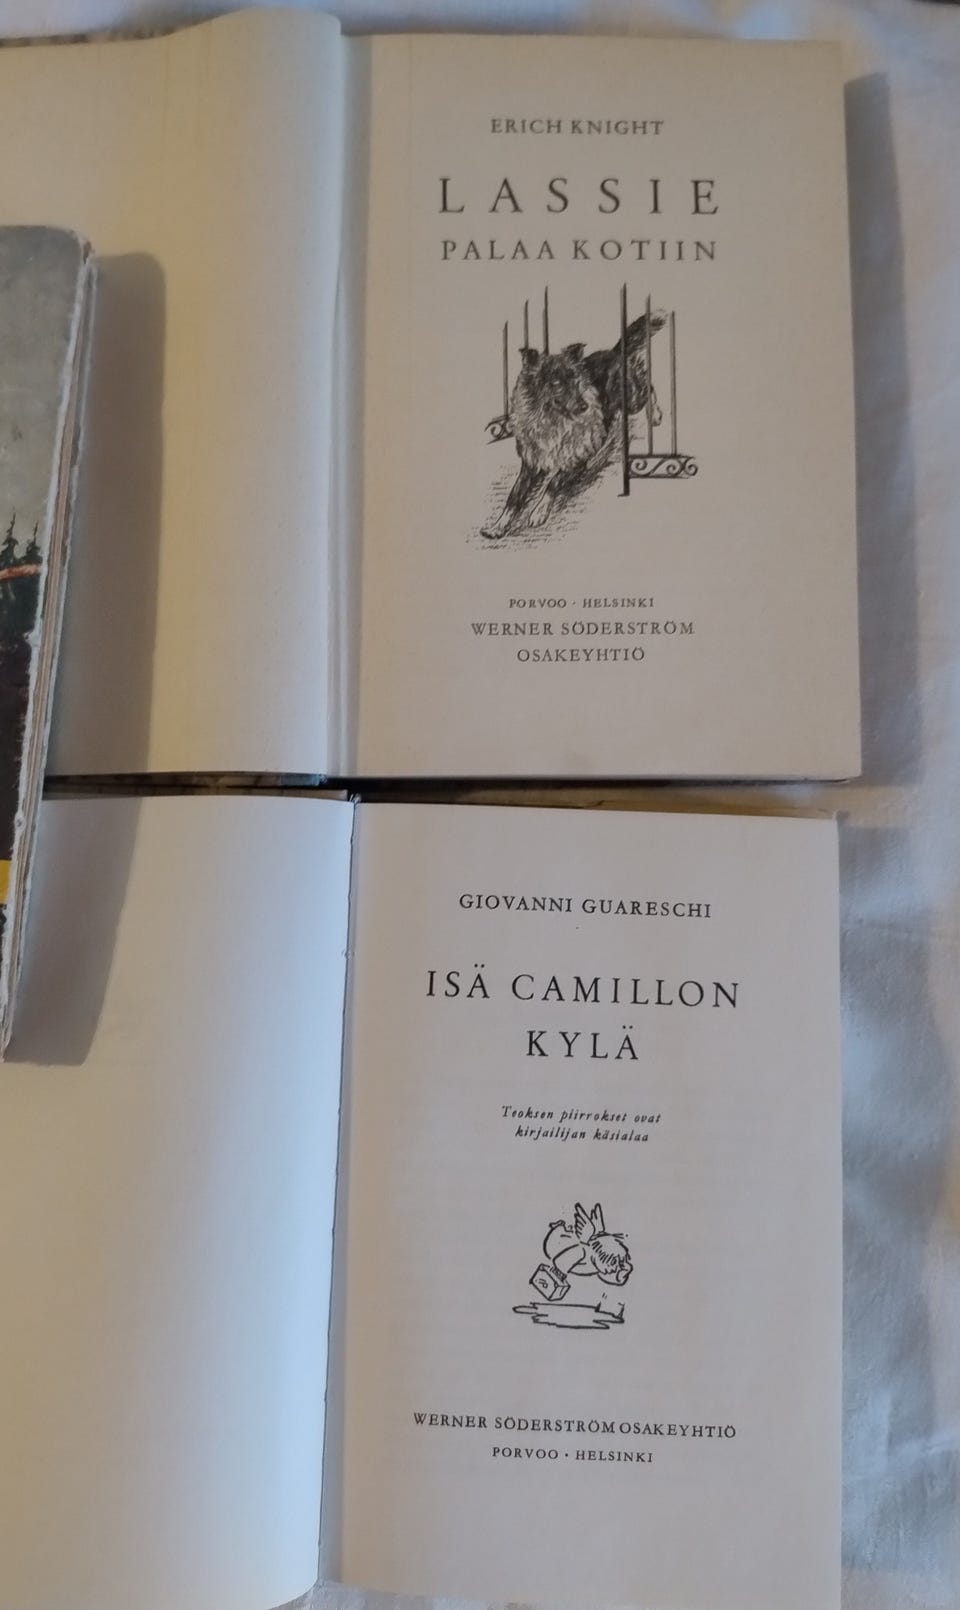 ERICH KNIGHT
LASSIE
PALAA KOTIIN
PORVOO · HELSINKI
WERNER SÖDERSTRÖM
OSAKEYHTIÖ
GIOVANNI GUARESCHI
ISÄ CAMILLON
KYLÄ
Teoksen piirrokset ovat
kirjailijan käsialaa
WERNER SÖDERSTRÖM OSAKEYHTIÖ
PORVOO · HELSINKI